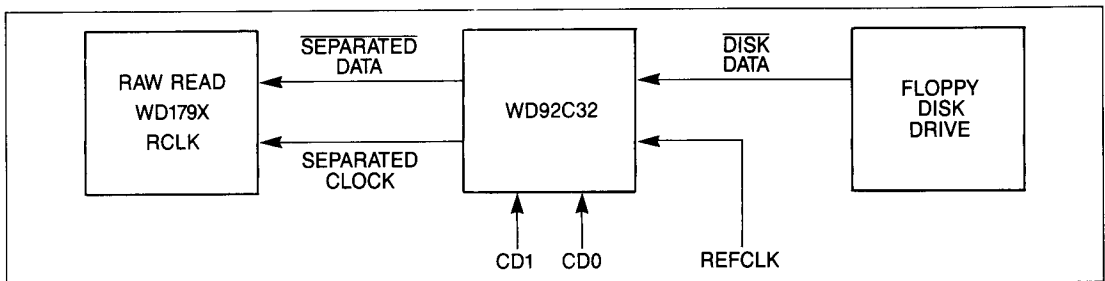 RAW READ
WD179X
RCLK
SEPARATED
DATA
SEPARATED
CLOCK
WD92C32
CD1
CD0
DISK
DATA
REFCLK
FLOPPY
DISK
DRIVE